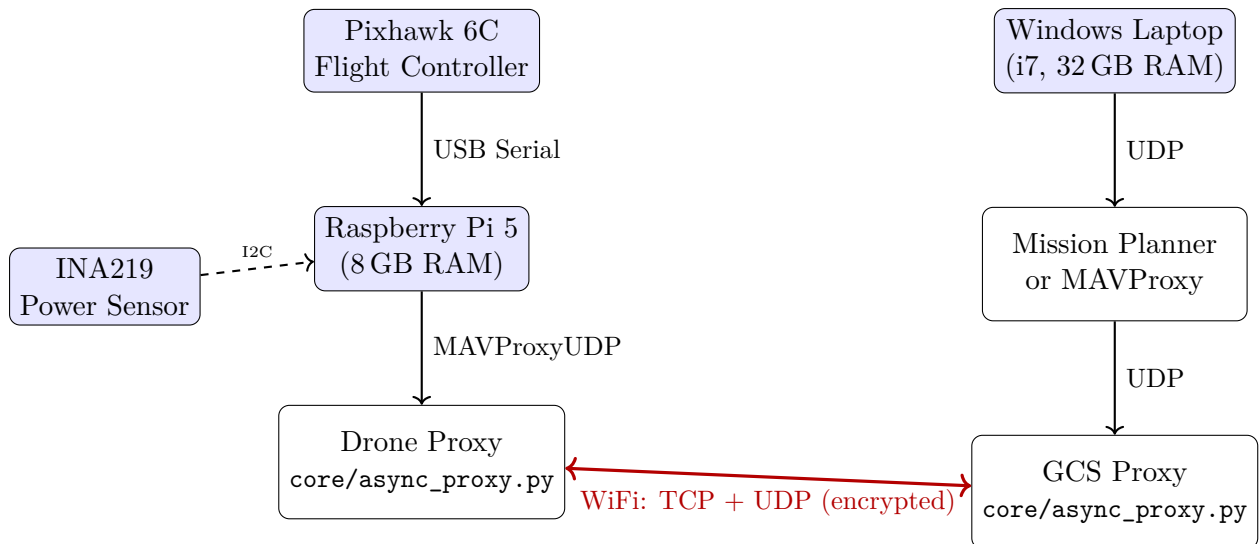 Pixhawk 6C
Flight Controller
Windows Laptop
(i7, 32 GB RAM)
USB Serial
UDP
Raspberry Pi 5
(8 GB RAM)
Mission Planner
or MAVProxy
I2C
INA219
Power Sensor
MAVProxyUDP
UDP
Drone Proxy
core/async_proxy.py
GCS Proxy
core/async_proxy.py
WiFi: TCP + UDP (encrypted)